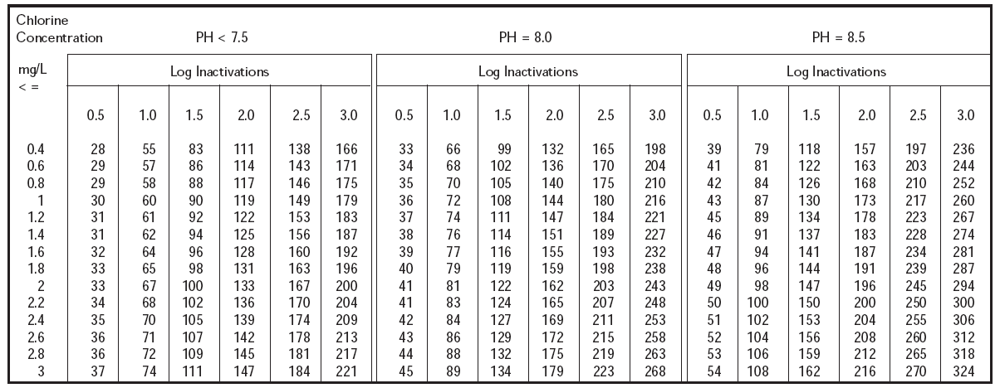 Chlorine
Concentration PH < 7.5 PH = 8.0 PH = 8.5
mg/L Log Inactivations Log Inactivations Log Inactivations
< =
0.5 1.0 1.5 2.0 2.5 3.0 0.5 1.0 1.5 2.0 2.5 3.0 0.5 1.0 1.5 2.0 2.5 3.0
0.4 28 55 83 111 138 166 33 66 99 132 165 198 39 79 118 157 197 236
0.6 29 57 86 114 143 171 34 68 102 136 170 204 41 81 122 163 203 244
0.8 29 58 88 117 146 175 35 70 105 140 175 210 42 84 126 168 210 252
1 30 60 90 119 149 179 36 72 108 144 180 216 43 87 130 173 217 260
1.2 31 61 92 122 153 183 37 74 111 147 184 221 45 89 134 178 223 267
1.4 31 62 94 125 156 187 38 76 114 151 189 227 46 91 137 183 228 274
1.6 32 64 96 128 160 192 39 77 116 155 193 232 47 94 141 187 234 281
1.8 33 65 98 131 163 196 40 79 119 159 198 238 48 96 144 191 239 287
2 33 67 100 133 167 200 41 81 122 162 203 243 49 98 147 196 245 294
2.2 34 68 102 136 170 204 41 83 124 165 207 248 50 100 150 200 250 300
2.4 35 70 105 139 174 209 42 84 127 169 211 253 51 102 153 204 255 306
2.6 36 71 107 142 178 213 43 86 129 172 215 258 52 104 156 208 260 312
2.8 36 72 109 145 181 217 44 88 132 175 219 263 53 106 159 212 265 318
3 37 74 111 147 184 221 45 89 134 179 223 268 54 108 162 216 270 324